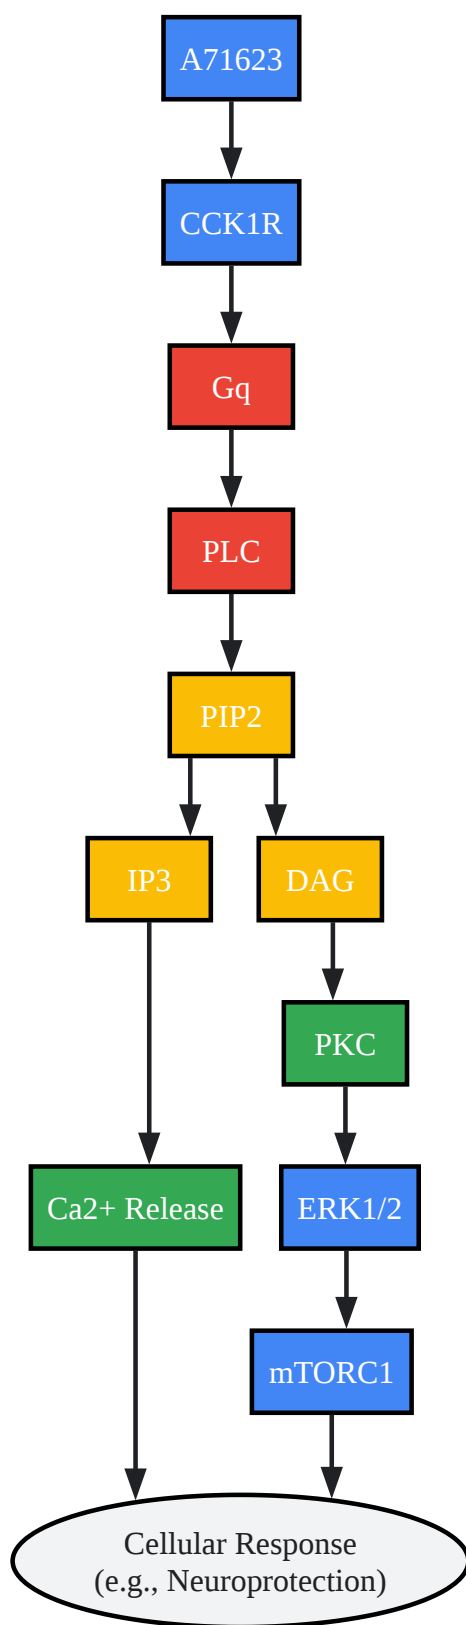 A71623
CCK1R
Gq
PLC
PIP2
IP3
DAG
PKC
Ca2+ Release
ERK1/2
mTORC1
Cellular Response
(e.g., Neuroprotection)